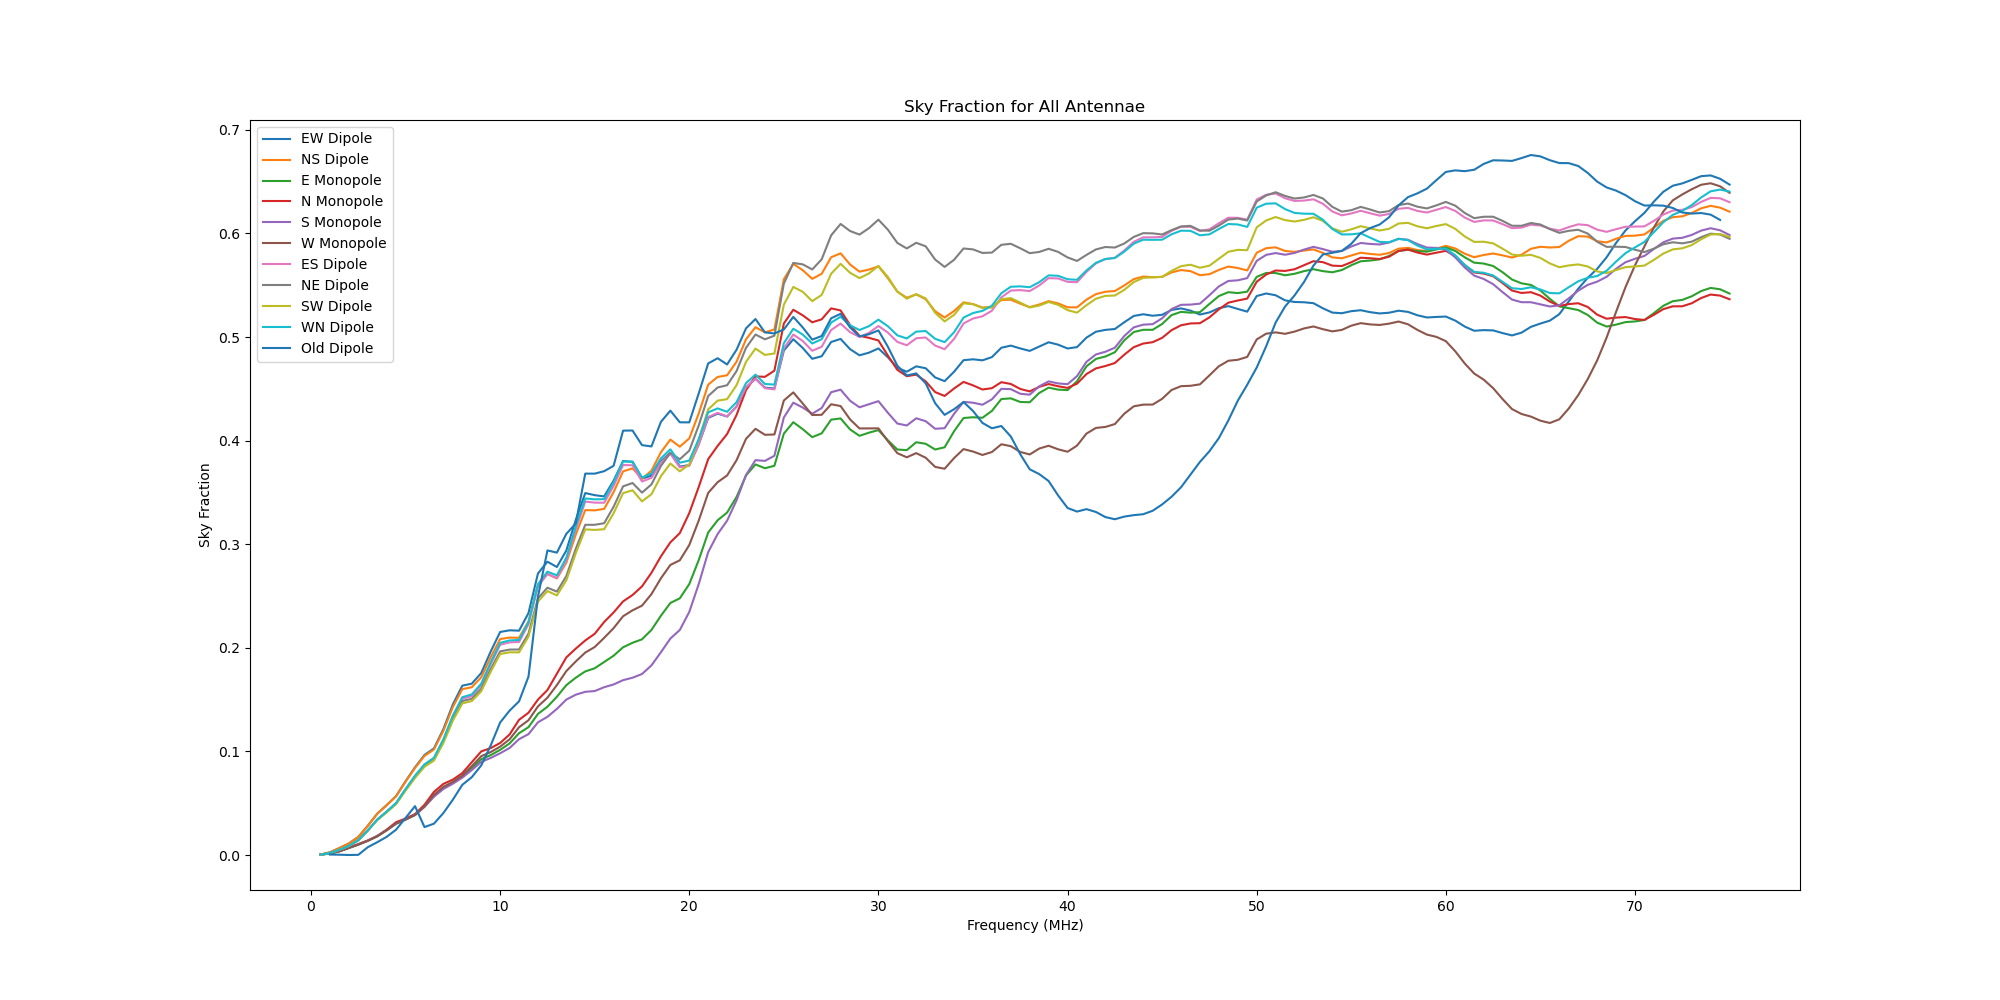 Sky Fraction for All Antennae
0.7
0.6
0.5
0.4
0.3
0.2
0.1
0.0
Sky Fraction
EW Dipole
NS Dipole
E Monopole
N Monopole
S Monopole
W Monopole
ES Dipole
NE Dipole
SW Dipole
WN Dipole
Old Dipole
0 10 20 30 40 50 60 70
Frequency (MHz)